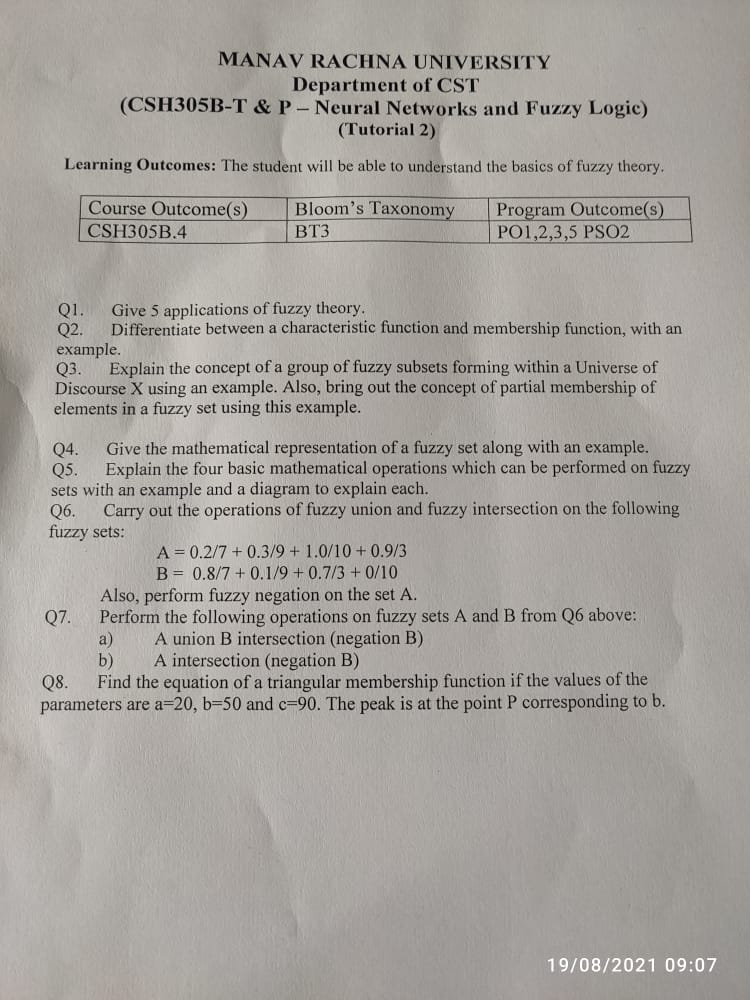 MANAV RACHNA UNIVERSITY
Department of CST
(CSH305B-T & P – Neural Networks and Fuzzy Logic)
(Tutorial 2)
Learning Outcomes: The student will be able to understand the basics of fuzzy theory.
Course Outcome(s) Bloom's Taxonomy Program Outcome(s)
CSH305B.4 BT3 PO1,2,3,5 PSO2
Q1. Give 5 applications of fuzzy theory.
Q2. Differentiate between a characteristic function and membership function, with an
example.
Q3. Explain the concept of a group of fuzzy subsets forming within a Universe of
Discourse X using an example. Also, bring out the concept of partial membership of
elements in a fuzzy set using this example.
Q4. Give the mathematical representation of a fuzzy set along with an example.
Q5. Explain the four basic mathematical operations which can be performed on fuzzy
sets with an example and a diagram to explain each.
Q6. Carry out the operations of fuzzy union and fuzzy intersection on the following
fuzzy sets:
A = 0.2/7 + 0.3/9 + 1.0/10 + 0.9/3
B = 0.8/7 + 0.1/9 + 0.7/3 + 0/10
Also, perform fuzzy negation on the set A.
Q7. Perform the following operations on fuzzy sets A and B from Q6 above:
a) A union B intersection (negation B)
b) A intersection (negation B)
Q8. Find the equation of a triangular membership function if the values of the
parameters are a=20, b=50 and c=90. The peak is at the point P corresponding to b.
19/08/2021 09:07